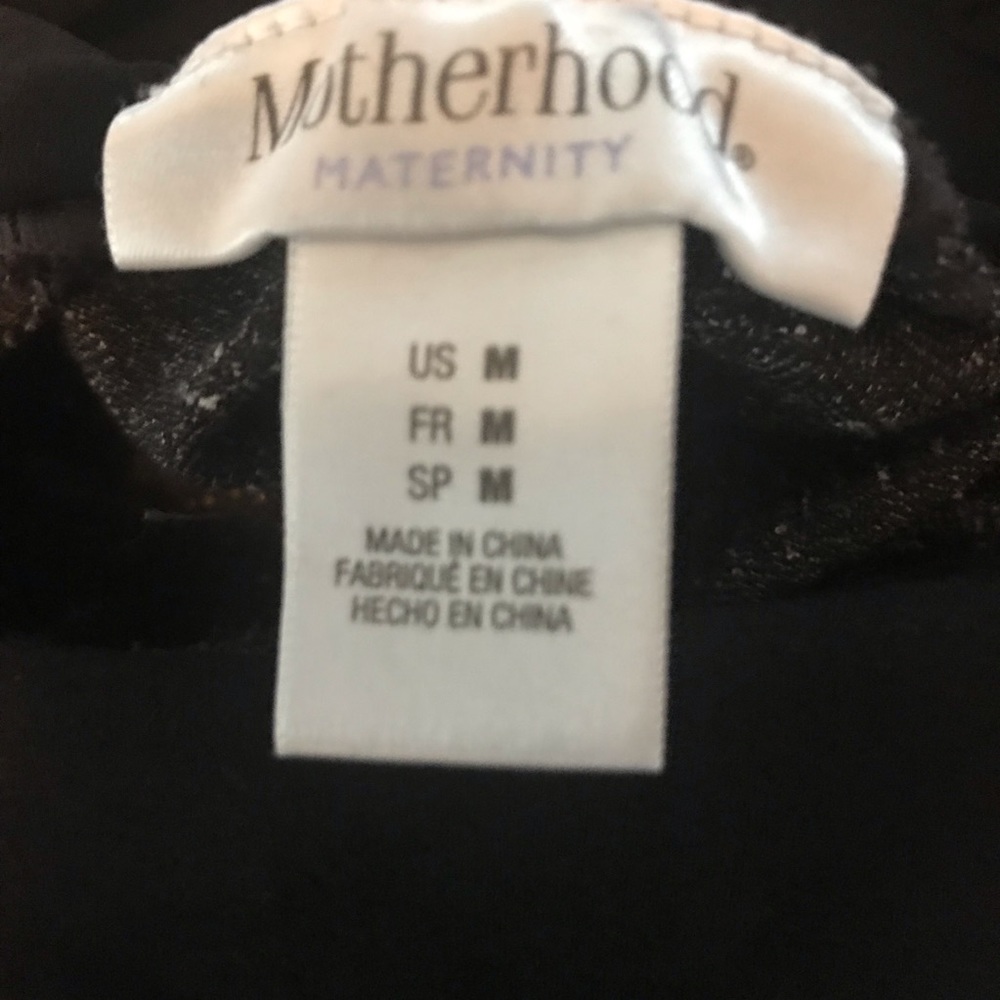 Motherhood®
MATERNITY
US M
FR M
SP M
MADE IN CHINA
FABRIQUÉ EN CHINE
HECHO EN CHINA